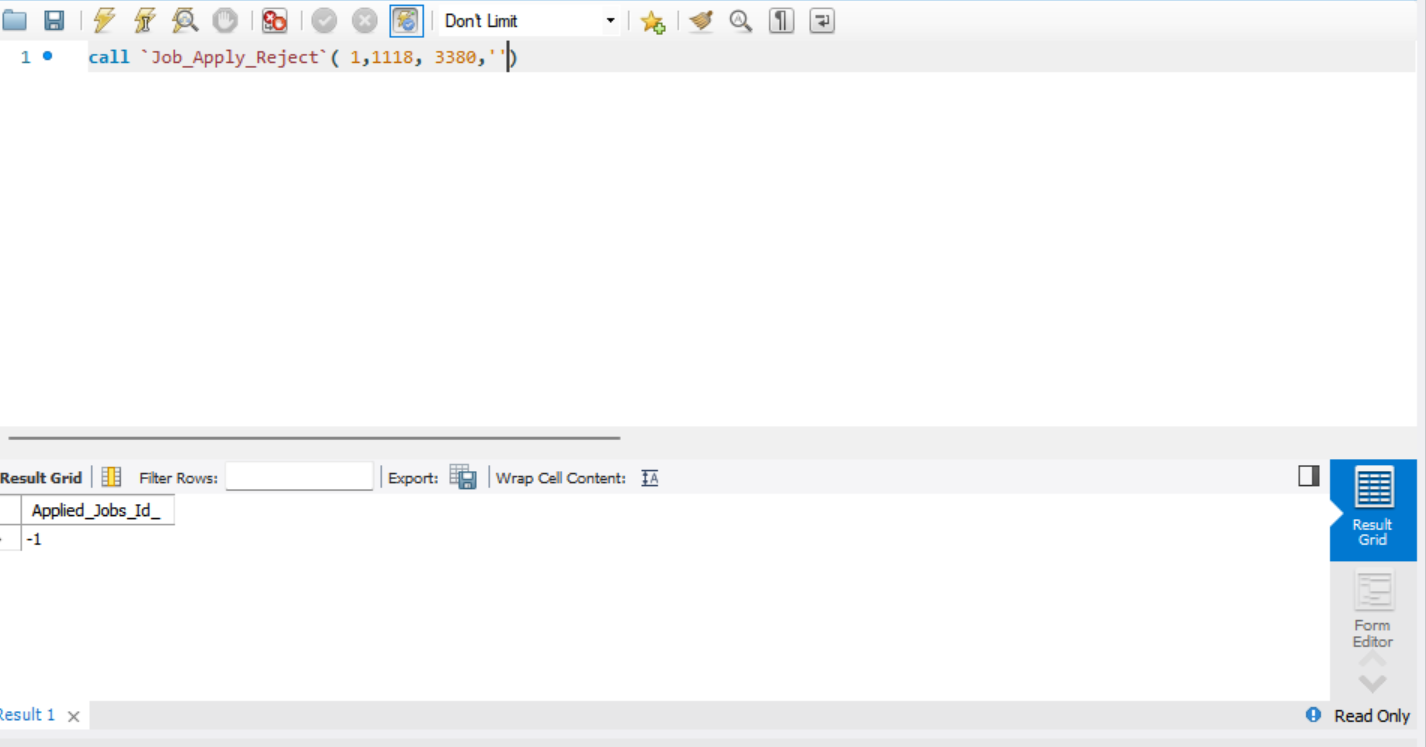 Don't Limit
1 call `Job_Apply_Reject`( 1,1118, 3380,'')
Result Grid Filter Rows: Export: Wrap Cell Content:
Applied_Jobs_Id_
-1
Result
Grid
Form
Editor
Result 1
Read Only